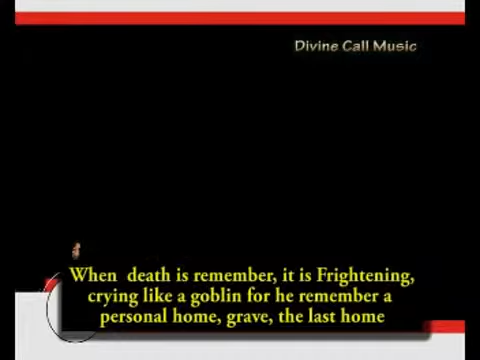 Divine Call Music
When death is remember, it is Frightening,
crying like a goblin for he remember a
personal home, grave, the last home